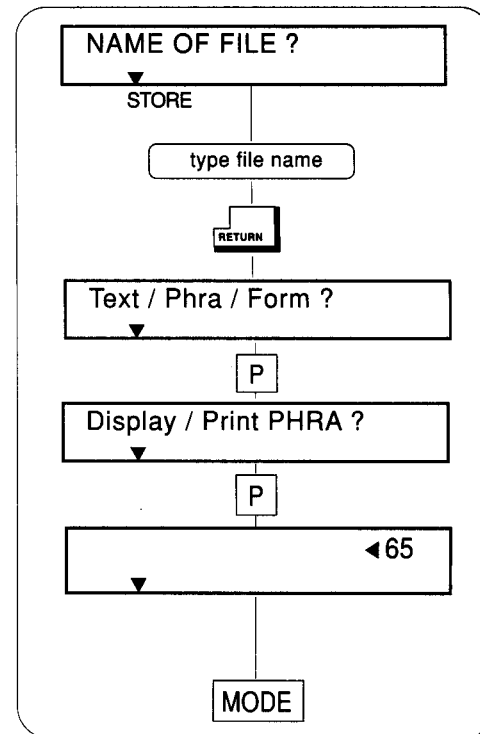 NAME OF FILE ?
STORE
type file name
RETURN
Text / Phra / Form ?
P
Display / Print PHRA ?
P
◄65
MODE